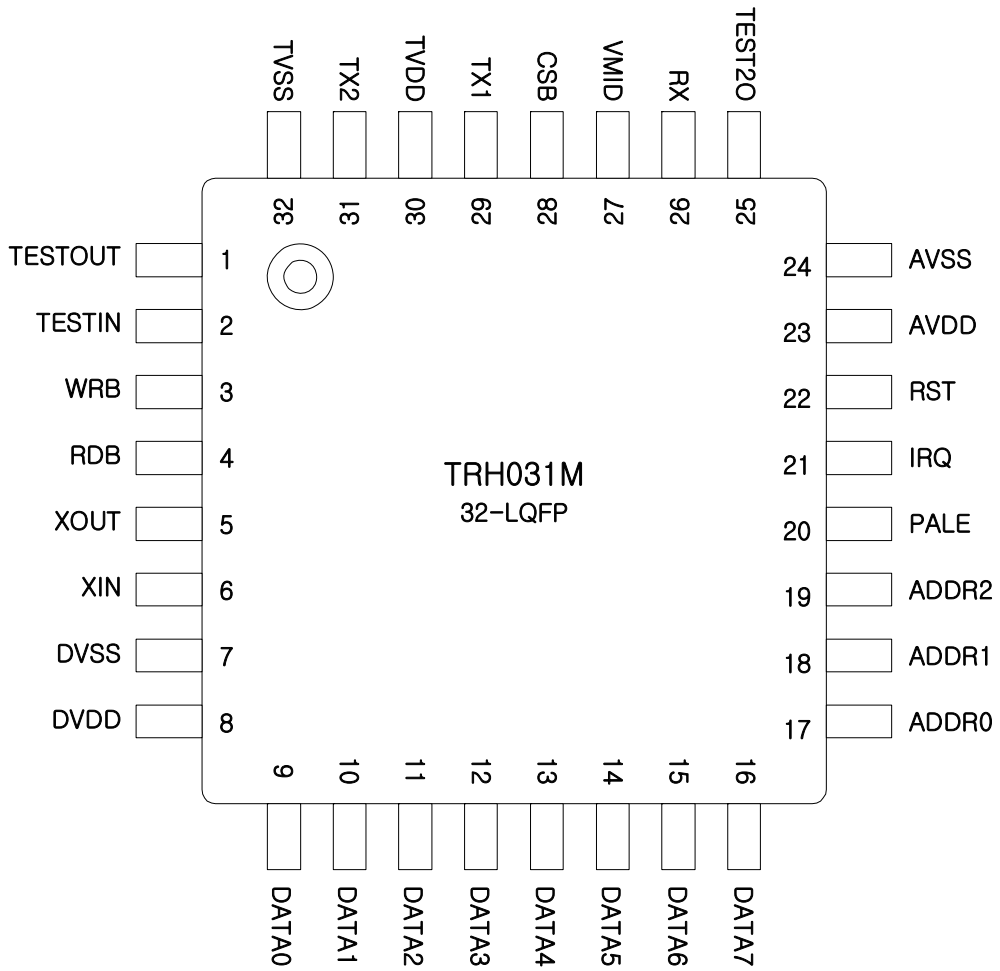 TVSS
TX2
TVDD
TX1
CSB
VMID
RX
TEST2O
32
31
30
29
28
27
26
25
TESTOUT 1
TESTIN 2
WRB 3
RDB 4
XOUT 5
XIN 6
DVSS 7
DVDD 8
TRH031M
32-LQFP
24 AVSS
23 AVDD
22 RST
21 IRQ
20 PALE
19 ADDR2
18 ADDR1
17 ADDR0
9
10
11
12
13
14
15
16
DATA0
DATA1
DATA2
DATA3
DATA4
DATA5
DATA6
DATA7